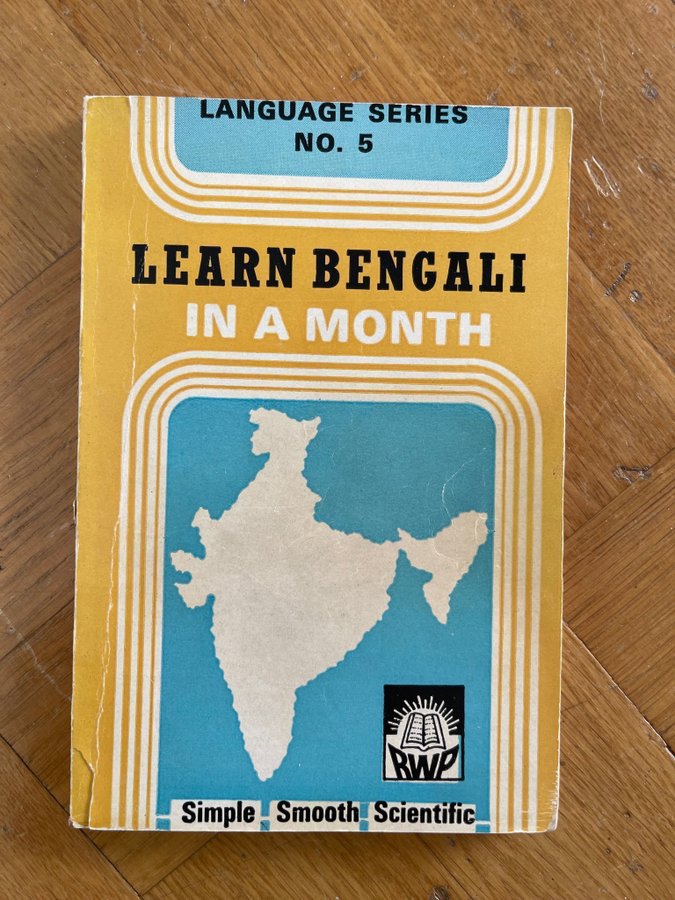 LANGUAGE SERIES
NO. 5
LEARN BENGALI
IN A MONTH
RWP
Simple Smooth Scientific